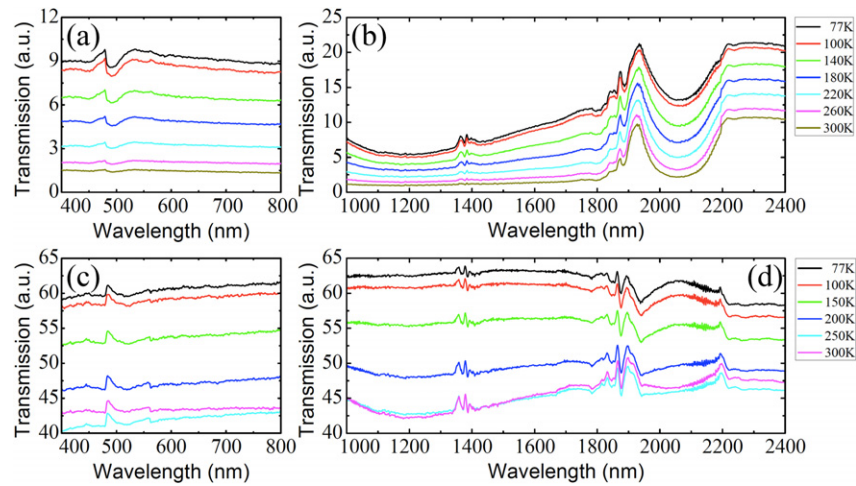 (a)
Transmission (a.u.)
15
12
9
6
3
0
400 500 600 700 800
Wavelength (nm)
(b)
Transmission (a.u.)
25
20
15
10
5
0
1000 1200 1400 1600 1800 2000 2200 2400
Wavelength (nm)
77K
100K
140K
180K
220K
260K
300K
(c)
Transmission (a.u.)
65
60
55
50
45
40
400 500 600 700 800
Wavelength (nm)
(d)
Transmission (a.u.)
65
60
55
50
45
40
1000 1200 1400 1600 1800 2000 2200 2400
Wavelength (nm)
77K
100K
150K
200K
250K
300K